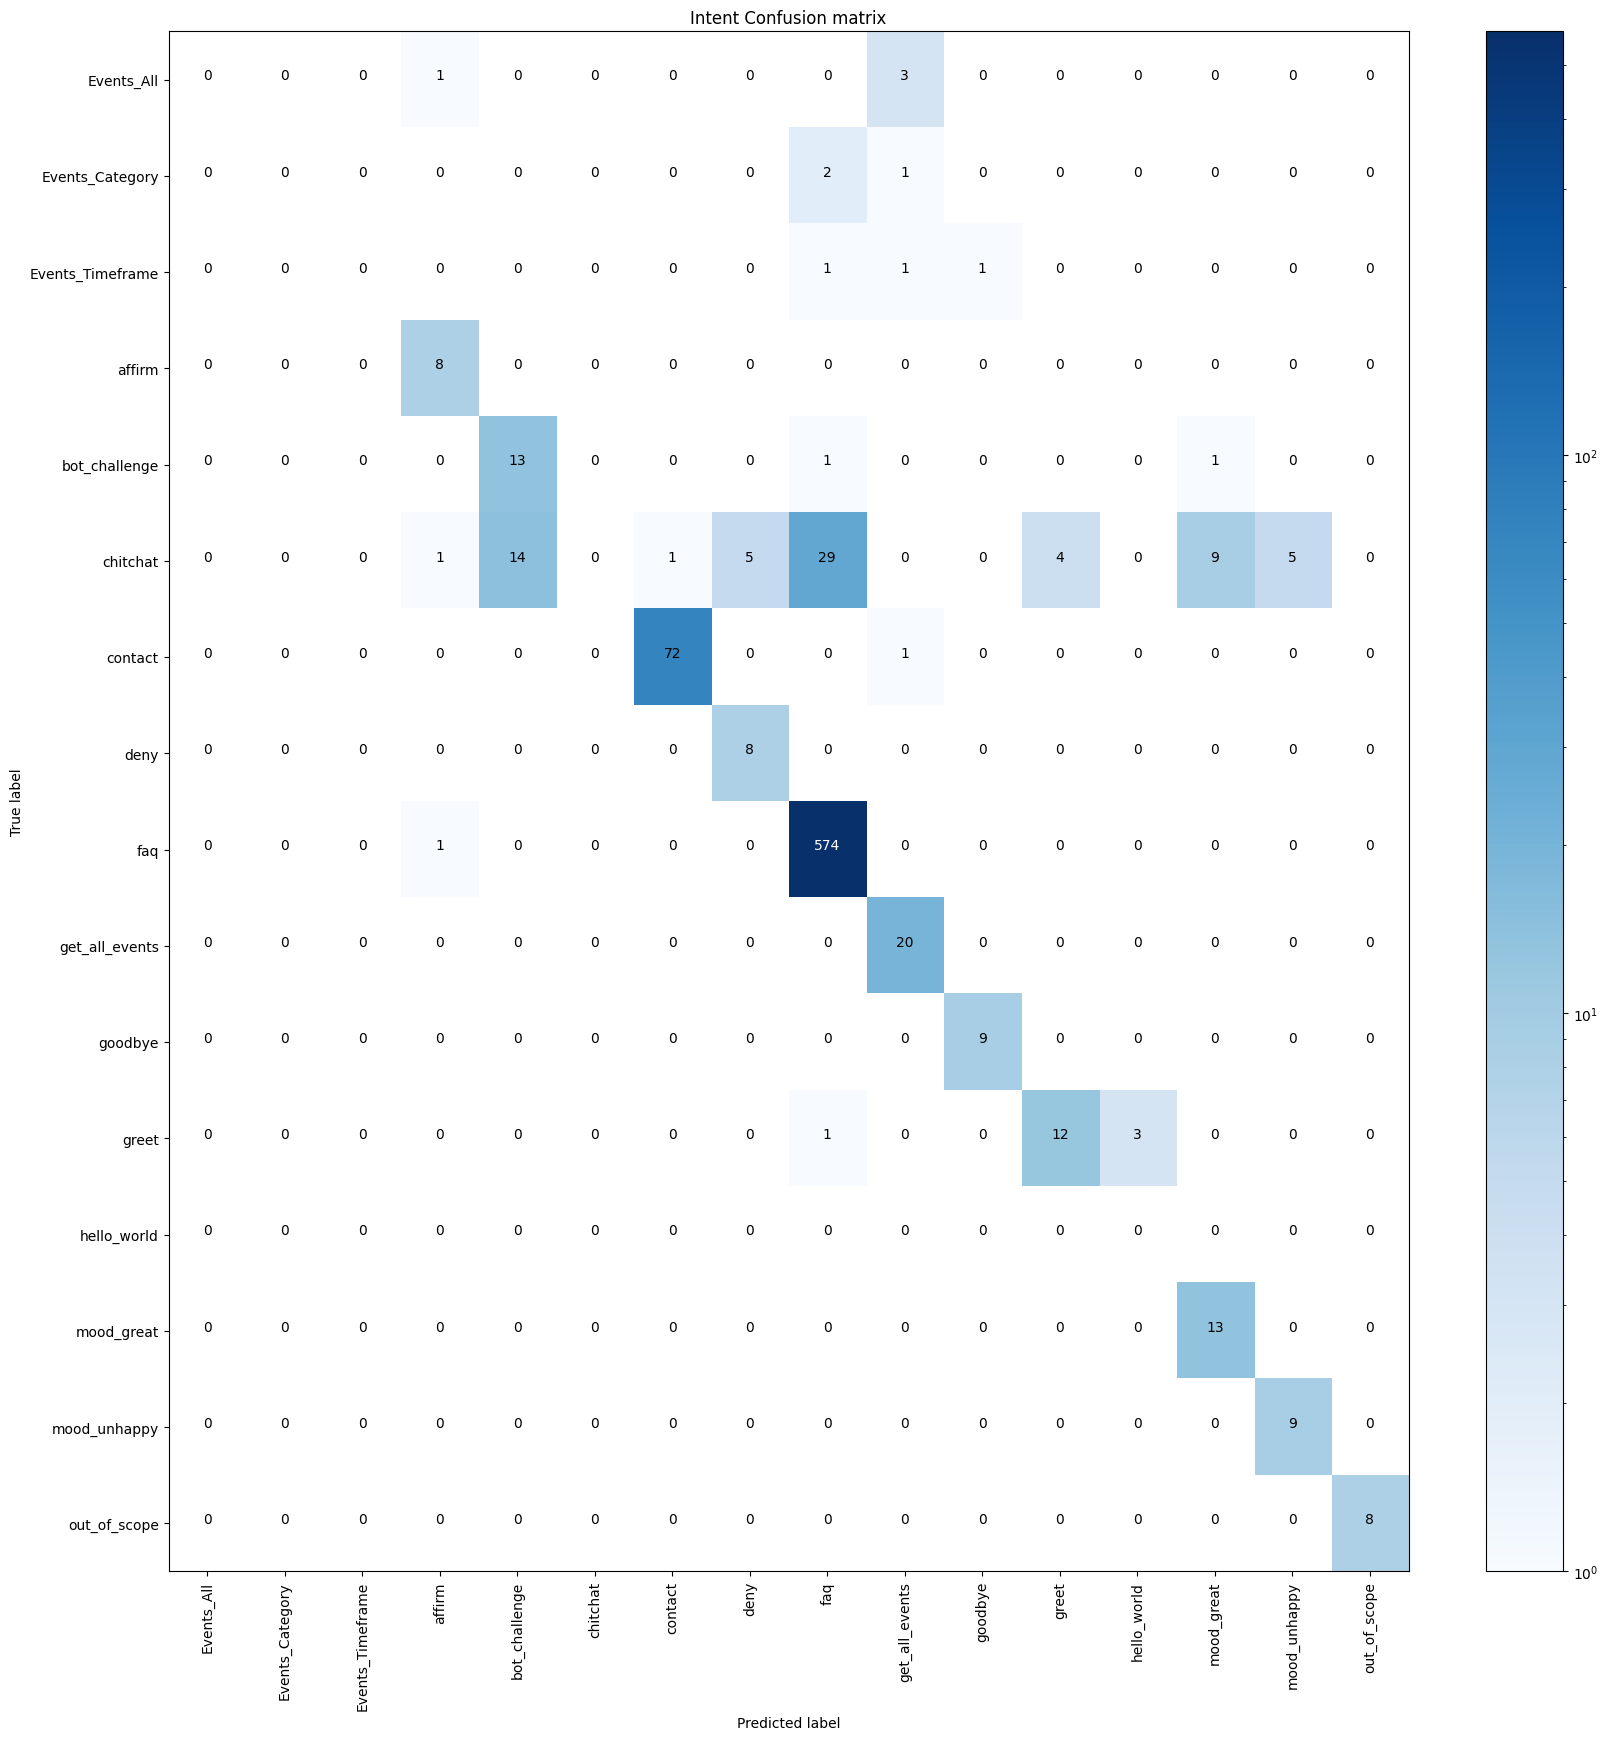 Intent Confusion matrix
Events_All 0 0 0 1 0 0 0 0 0 3 0 0 0 0 0 0
Events_Category 0 0 0 0 0 0 0 0 2 1 0 0 0 0 0 0
Events_Timeframe 0 0 0 0 0 0 0 0 1 1 1 0 0 0 0 0
affirm 0 0 0 8 0 0 0 0 0 0 0 0 0 0 0 0
bot_challenge 0 0 0 0 13 0 0 0 1 0 0 0 0 1 0 0
chitchat 0 0 0 1 14 0 1 5 29 0 0 4 0 9 5 0
contact 0 0 0 0 0 0 72 0 0 1 0 0 0 0 0 0
deny 0 0 0 0 0 0 0 8 0 0 0 0 0 0 0 0
faq 0 0 0 1 0 0 0 0 574 0 0 0 0 0 0 0
get_all_events 0 0 0 0 0 0 0 0 0 20 0 0 0 0 0 0
goodbye 0 0 0 0 0 0 0 0 0 0 9 0 0 0 0 0
greet 0 0 0 0 0 0 0 0 1 0 0 12 3 0 0 0
hello_world 0 0 0 0 0 0 0 0 0 0 0 0 0 0 0 0
mood_great 0 0 0 0 0 0 0 0 0 0 0 0 0 13 0 0
mood_unhappy 0 0 0 0 0 0 0 0 0 0 0 0 0 0 9 0
out_of_scope 0 0 0 0 0 0 0 0 0 0 0 0 0 0 0 8
True label
Events_All
Events_Category
Events_Timeframe
affirm
bot_challenge
chitchat
contact
deny
faq
get_all_events
goodbye
greet
hello_world
mood_great
mood_unhappy
out_of_scope
Predicted label
10²
10¹
10⁰